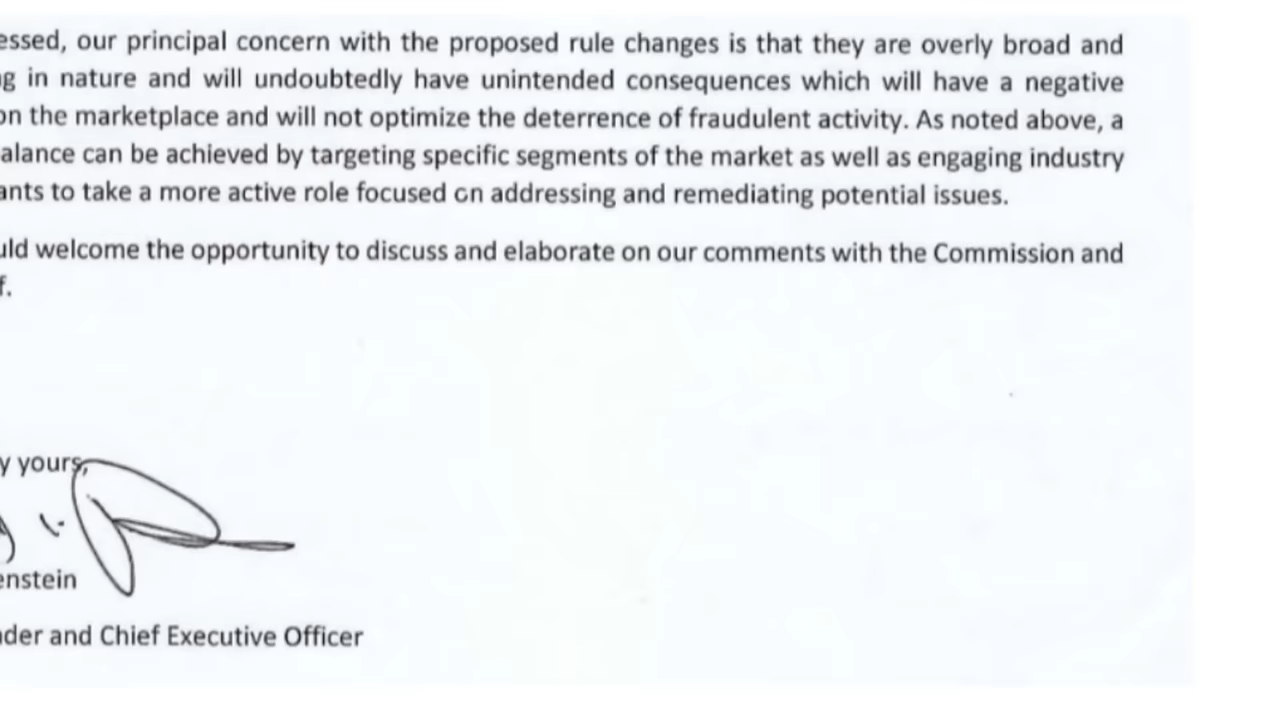 essed, our principal concern with the proposed rule changes is that they are overly broad and
g in nature and will undoubtedly have unintended consequences which will have a negative
on the marketplace and will not optimize the deterrence of fraudulent activity. As noted above, a
alance can be achieved by targeting specific segments of the market as well as engaging industry
ants to take a more active role focused on addressing and remediating potential issues.
uld welcome the opportunity to discuss and elaborate on our comments with the Commission and
f.
y yours,
enstein
der and Chief Executive Officer